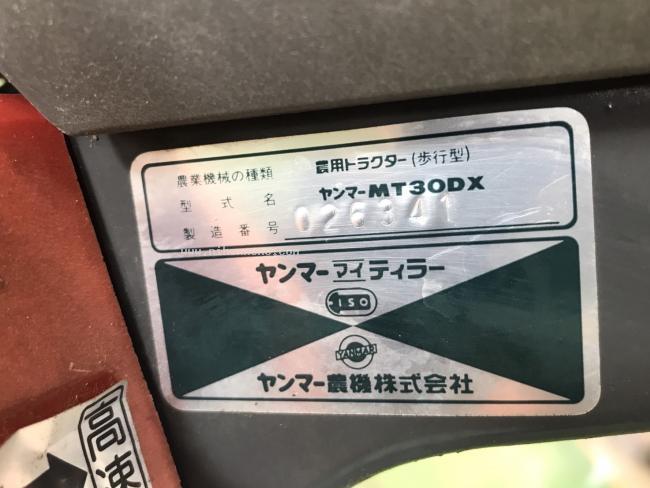 農業機械の種類 農用トラクター(歩行型)
型式名 ヤンマーMT30DX
製造番号 026341
ヤンマーマイティラー
ISO
YANMAR
ヤンマー農機株式会社
高速